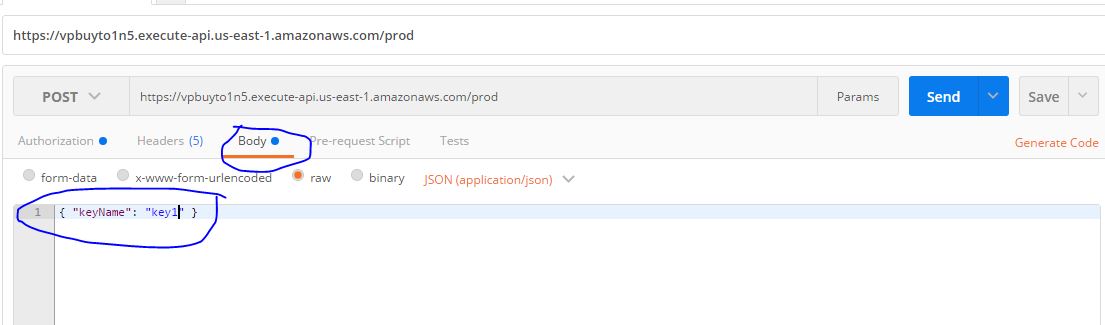 https://vpbuyto1n5.execute-api.us-east-1.amazonaws.com/prod
POST https://vpbuyto1n5.execute-api.us-east-1.amazonaws.com/prod Params Send Save
Authorization Headers (5) Body Pre-request Script Tests Generate Code
form-data x-www-form-urlencoded raw binary JSON (application/json)
1 { "keyName": "key1" }